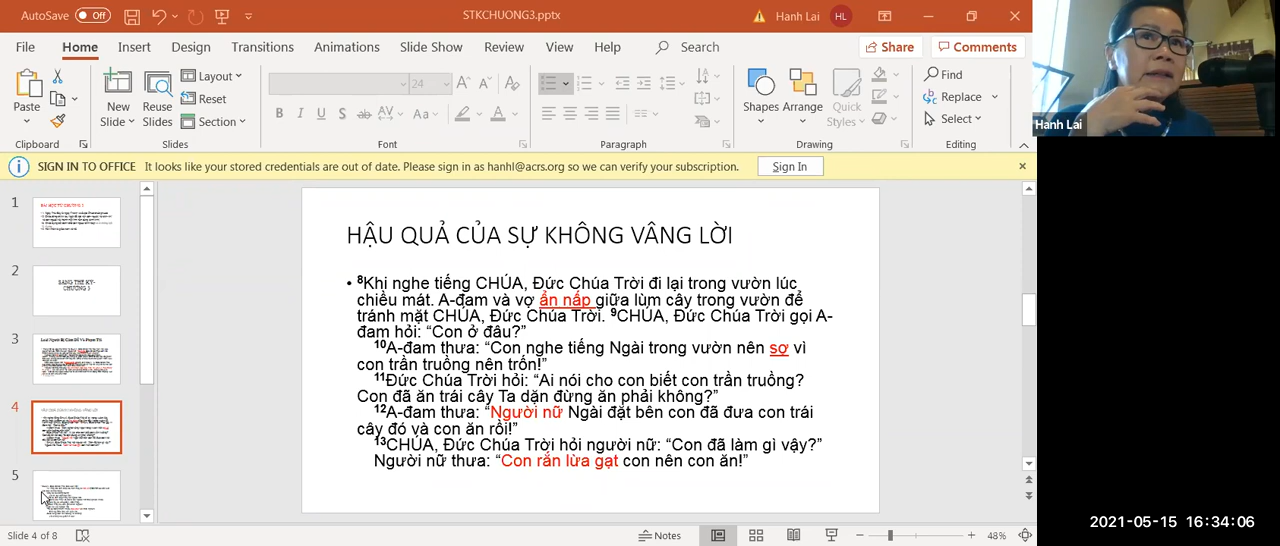 AutoSave Off STKCHUONG3.pptx Hanh Lai HL
File Home Insert Design Transitions Animations Slide Show Review View Help Search Share Comments
Paste
New Slide
Reuse Slides
Layout
Reset
Section
24
Shapes Arrange Quick Styles
Find
Replace
Select
Clipboard Slides Font Paragraph Drawing Editing
Hanh Lai
SIGN IN TO OFFICE It looks like your stored credentials are out of date. Please sign in as hanhl@acrs.org so we can verify your subscription. Sign In
1
2
SANG THE KY-
CHUONG 3
3
4
5
HẬU QUẢ CỦA SỰ KHÔNG VÂNG LỜI
• 8Khi nghe tiếng CHÚA, Đức Chúa Trời đi lại trong vườn lúc
chiều mát. A-đam và vợ ẩn nấp giữa lùm cây trong vườn để
tránh mặt CHÚA, Đức Chúa Trời. 9CHÚA, Đức Chúa Trời gọi A-
đam hỏi: “Con ở đâu?”
10A-đam thưa: “Con nghe tiếng Ngài trong vườn nên sợ vì
con trần truồng nên trốn!”
11Đức Chúa Trời hỏi: “Ai nói cho con biết con trần truồng?
Con đã ăn trái cây Ta dặn đừng ăn phải không?”
12A-đam thưa: “Người nữ Ngài đặt bên con đã đưa con trái
cây đó và con ăn rồi!”
13CHÚA, Đức Chúa Trời hỏi người nữ: “Con đã làm gì vậy?”
Người nữ thưa: “Con rắn lừa gạt con nên con ăn!”
Slide 4 of 8 Notes 48%
2021-05-15 16:34:06